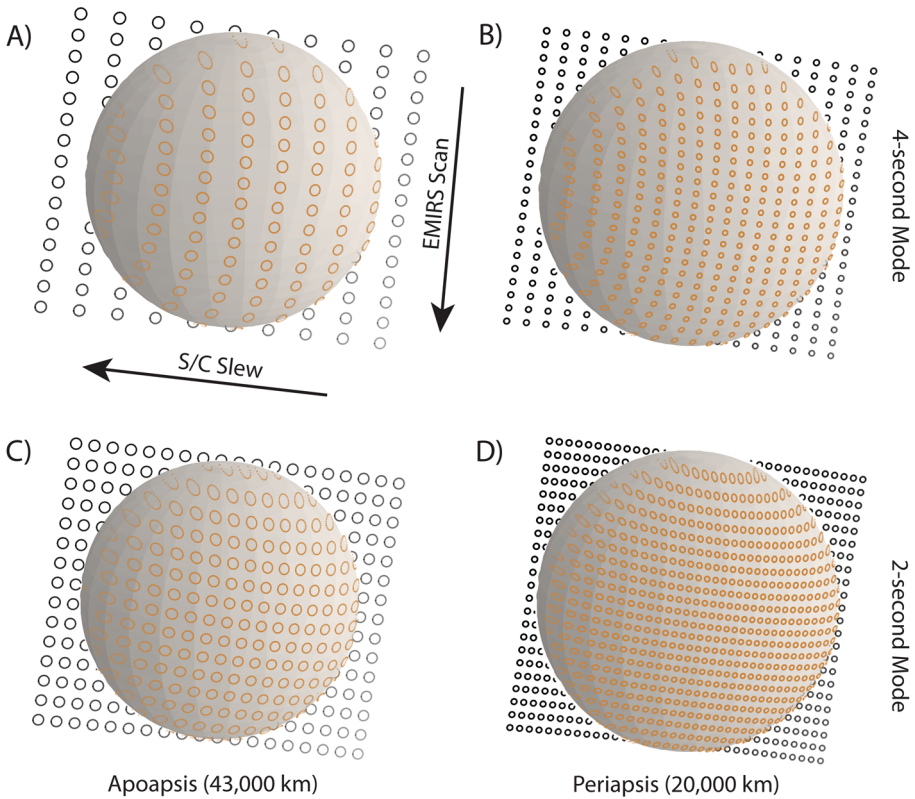 A)
B)
EMIRS Scan
4-second Mode
S/C Slew
C)
D)
2-second Mode
Apoapsis (43,000 km)
Periapsis (20,000 km)